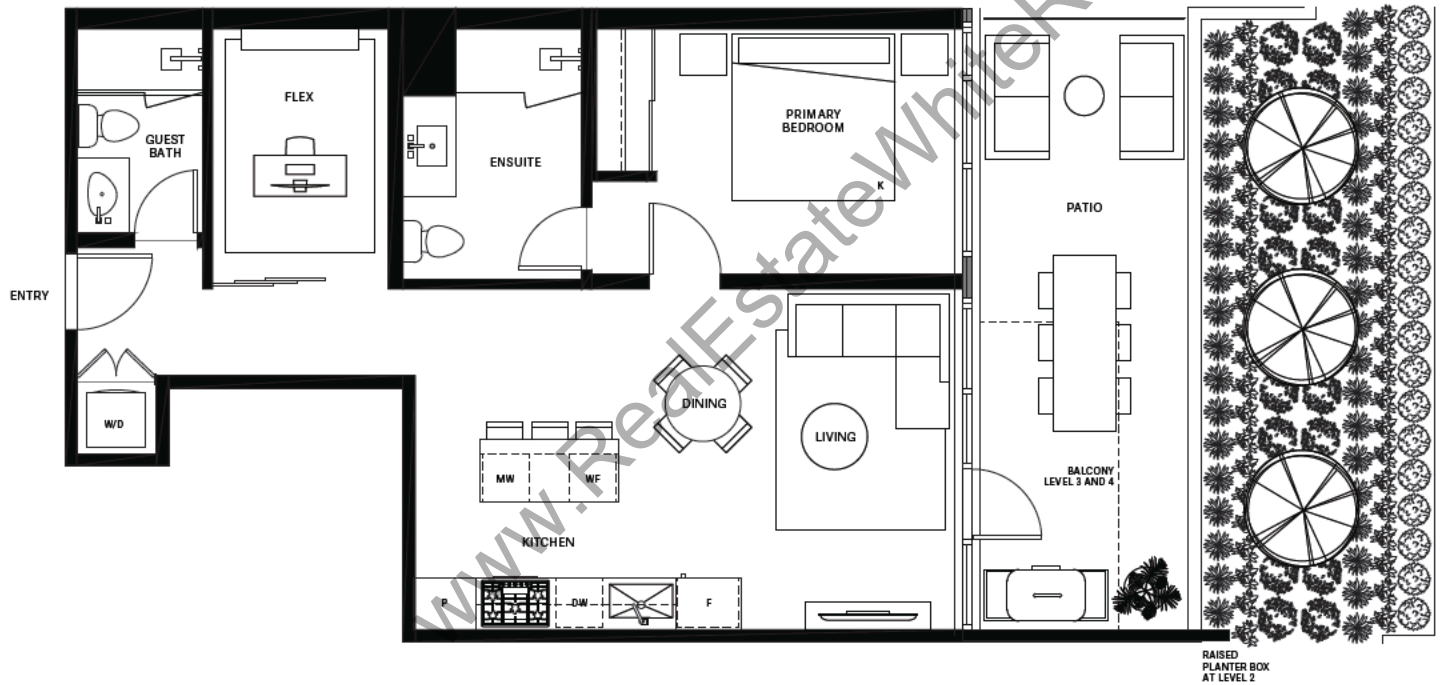 FLEX
GUEST
BATH
ENSUITE
PRIMARY
BEDROOM
K
PATIO
ENTRY
W/D
DINING
LIVING
MW
WF
BALCONY
LEVEL 3 AND 4
KITCHEN
P
DW
F
RAISED
PLANTER BOX
AT LEVEL 2
www.RealEstateWhiteR